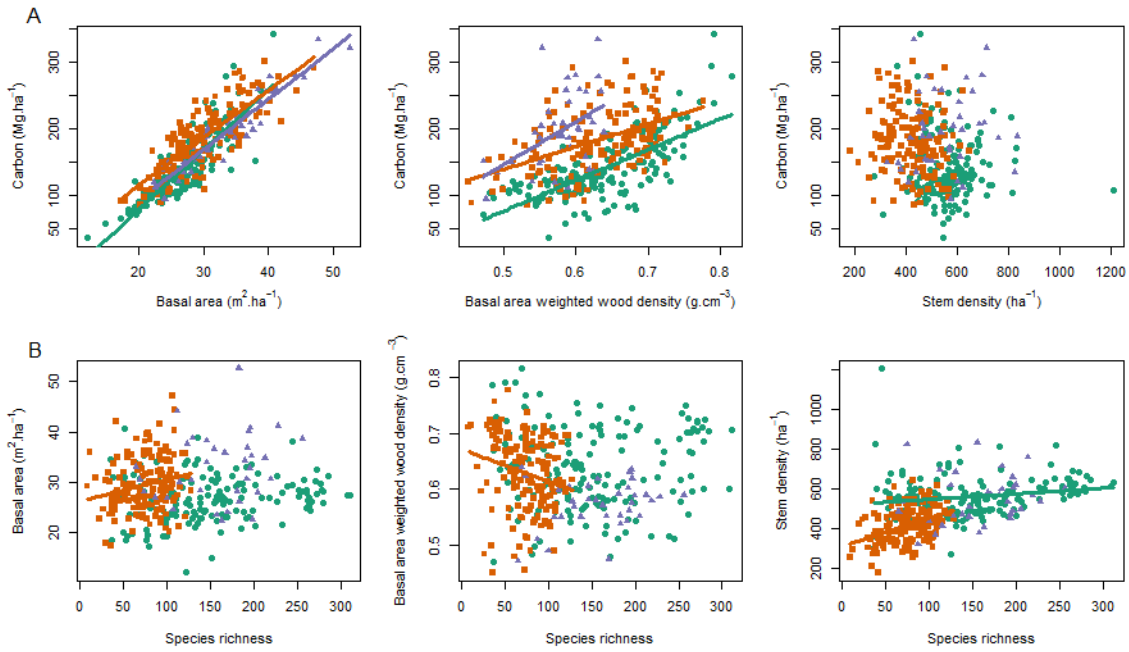 A
50 100 200 300
Carbon (Mg.ha⁻¹)
20 30 40 50
Basal area (m².ha⁻¹)
50 100 200 300
Carbon (Mg.ha⁻¹)
0.5 0.6 0.7 0.8
Basal area weighted wood density (g.cm⁻³)
50 100 200 300
Carbon (Mg.ha⁻¹)
200 400 600 800 1000 1200
Stem density (ha⁻¹)
B
20 30 40 50
Basal area (m².ha⁻¹)
0 50 100 150 200 250 300
Species richness
0.5 0.6 0.7 0.8
Basal area weighted wood density (g.cm⁻³)
0 50 100 150 200 250 300
Species richness
200 400 600 800 1000
Stem density (ha⁻¹)
0 50 100 150 200 250 300
Species richness